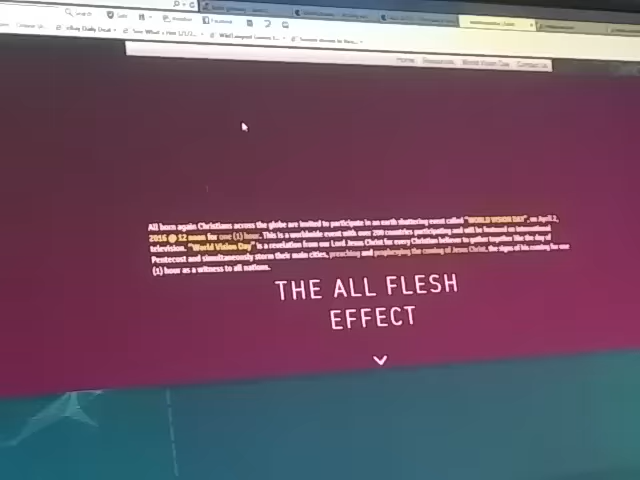 Search
Facebook
eBay Daily Deal
Home Resources World Vision Day Contact Us
All born again Christians across the globe are invited to participate in an earth shattering event called "WORLD VISION DAY", on April 2,
2016 @ 12 noon for one (1) hour. This is a worldwide event with over 200 countries participating and will be featured on international
television. "World Vision Day" is a revelation from our Lord Jesus Christ for every Christian believer to gather together like the day of
Pentecost and simultaneously storm their main cities, preaching and prophesying the coming of Jesus Christ, the signs of his coming for one
(1) hour as a witness to all nations.
THE ALL FLESH
EFFECT